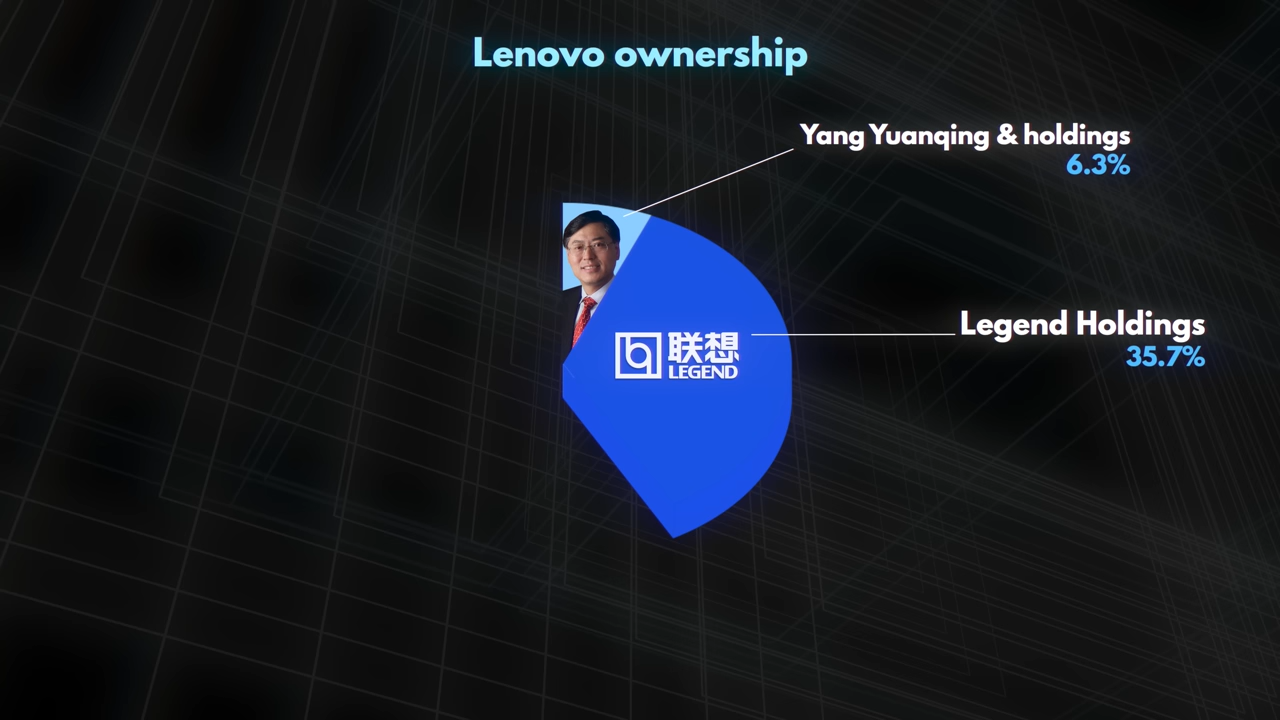 Lenovo ownership
Yang Yuanqing & holdings
6.3%
Legend Holdings
35.7%
联想
LEGEND